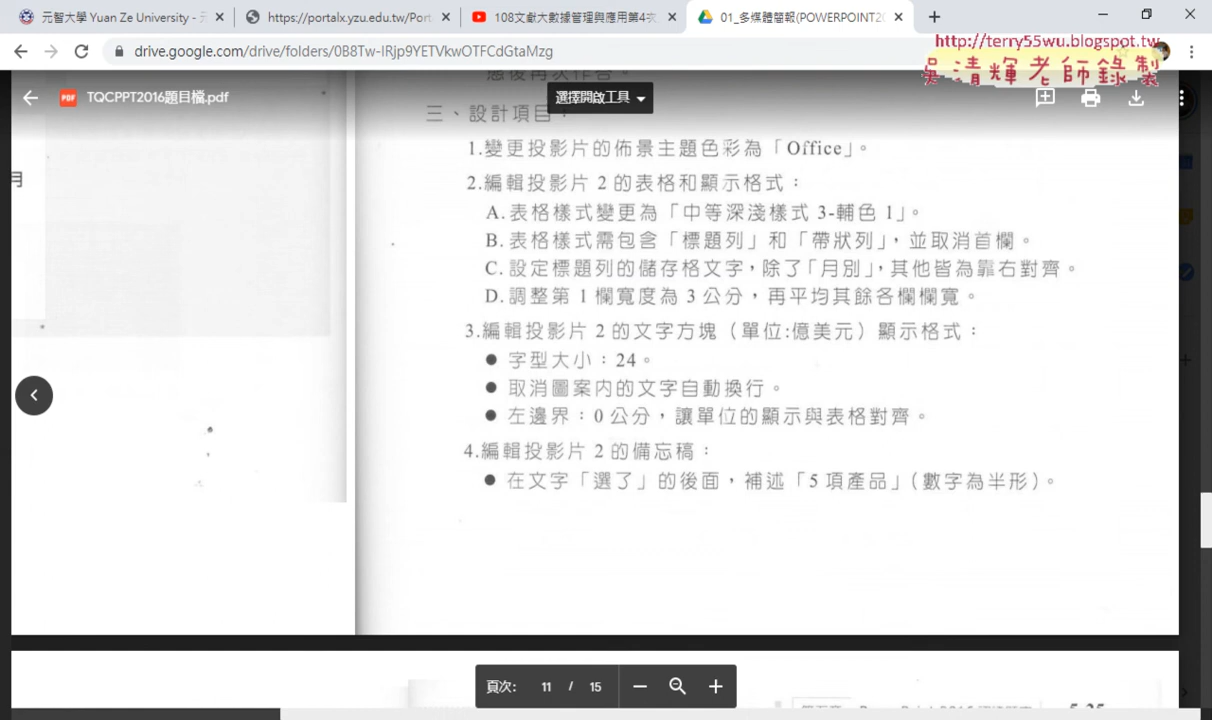 元智大學 Yuan Ze University - 元
https://portalx.yzu.edu.tw/Port
108文獻大數據管理與應用第4次
01_多媒體簡報(POWERPOINT20
drive.google.com/drive/folders/0B8Tw-lRjp9YETVkwOTFCdGtaMzg
http://terry55wu.blogspot.tw
吳清輝老師錄製
TQCPPT2016題目檔.pdf
選擇開啟工具
態後再次作答。
三、設計項目：
1.變更投影片的佈景主題色彩為「Office」。
2.編輯投影片 2 的表格和顯示格式：
A.表格樣式變更為「中等深淺樣式 3-輔色 1」。
B.表格樣式需包含「標題列」和「帶狀列」，並取消首欄。
C.設定標題列的儲存格文字，除了「月別」，其他皆為靠右對齊。
D.調整第 1 欄寬度為 3 公分，再平均其餘各欄欄寬。
3.編輯投影片 2 的文字方塊（單位:億美元）顯示格式：
● 字型大小：24。
● 取消圖案內的文字自動換行。
● 左邊界：0 公分，讓單位的顯示與表格對齊。
4.編輯投影片 2 的備忘稿：
● 在文字「選了」的後面，補述「5 項產品」（數字為半形）。
月
頁次: 11 / 15